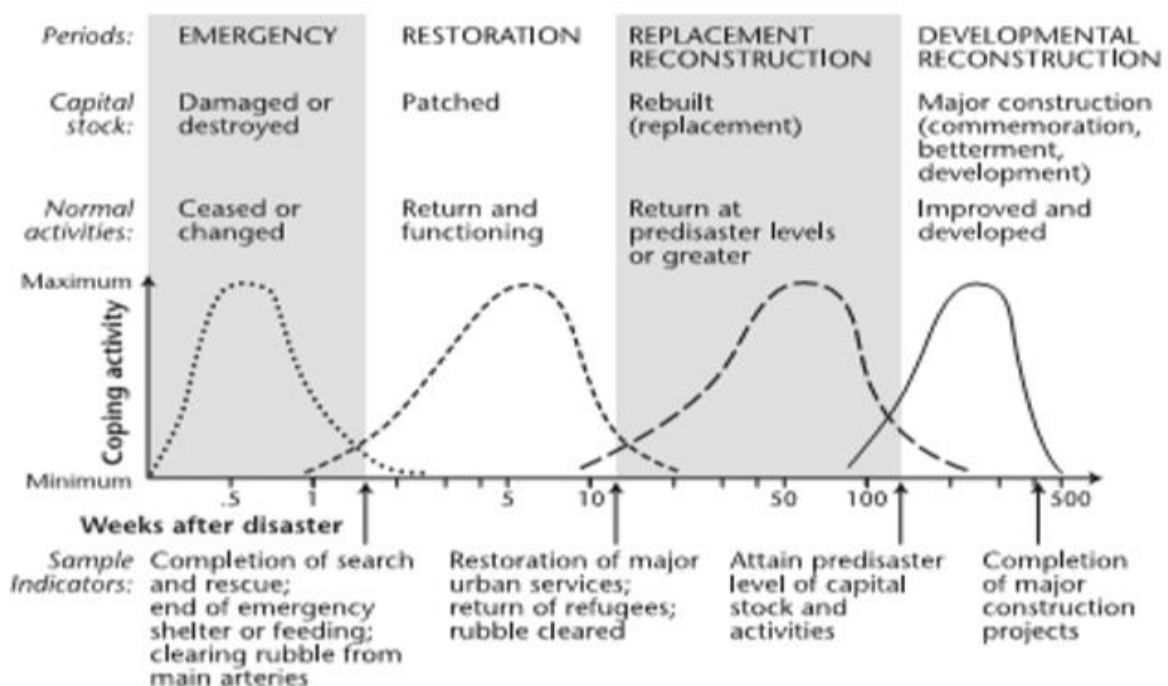 Periods: EMERGENCY RESTORATION REPLACEMENT RECONSTRUCTION DEVELOPMENTAL RECONSTRUCTION
Capital stock: Damaged or destroyed Patched Rebuilt (replacement) Major construction (commemoration, betterment, development)
Normal activities: Ceased or changed Return and functioning Return at predisaster levels or greater Improved and developed
Maximum
Coping activity
Minimum
.5 1 5 10 50 100 500
Weeks after disaster
Sample Indicators: Completion of search and rescue; end of emergency shelter or feeding; clearing rubble from main arteries
Restoration of major urban services; return of refugees; rubble cleared
Attain predisaster level of capital stock and activities
Completion of major construction projects